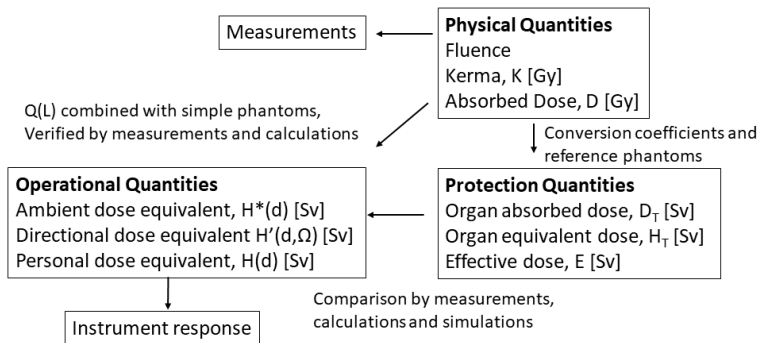 Measurements
Physical Quantities
Fluence
Kerma, K [Gy]
Absorbed Dose, D [Gy]
Q(L) combined with simple phantoms,
Verified by measurements and calculations
Conversion coefficients and
reference phantoms
Operational Quantities
Ambient dose equivalent, H*(d) [Sv]
Directional dose equivalent H’(d,Ω) [Sv]
Personal dose equivalent, H(d) [Sv]
Protection Quantities
Organ absorbed dose, D_T [Sv]
Organ equivalent dose, H_T [Sv]
Effective dose, E [Sv]
Comparison by measurements,
calculations and simulations
Instrument response